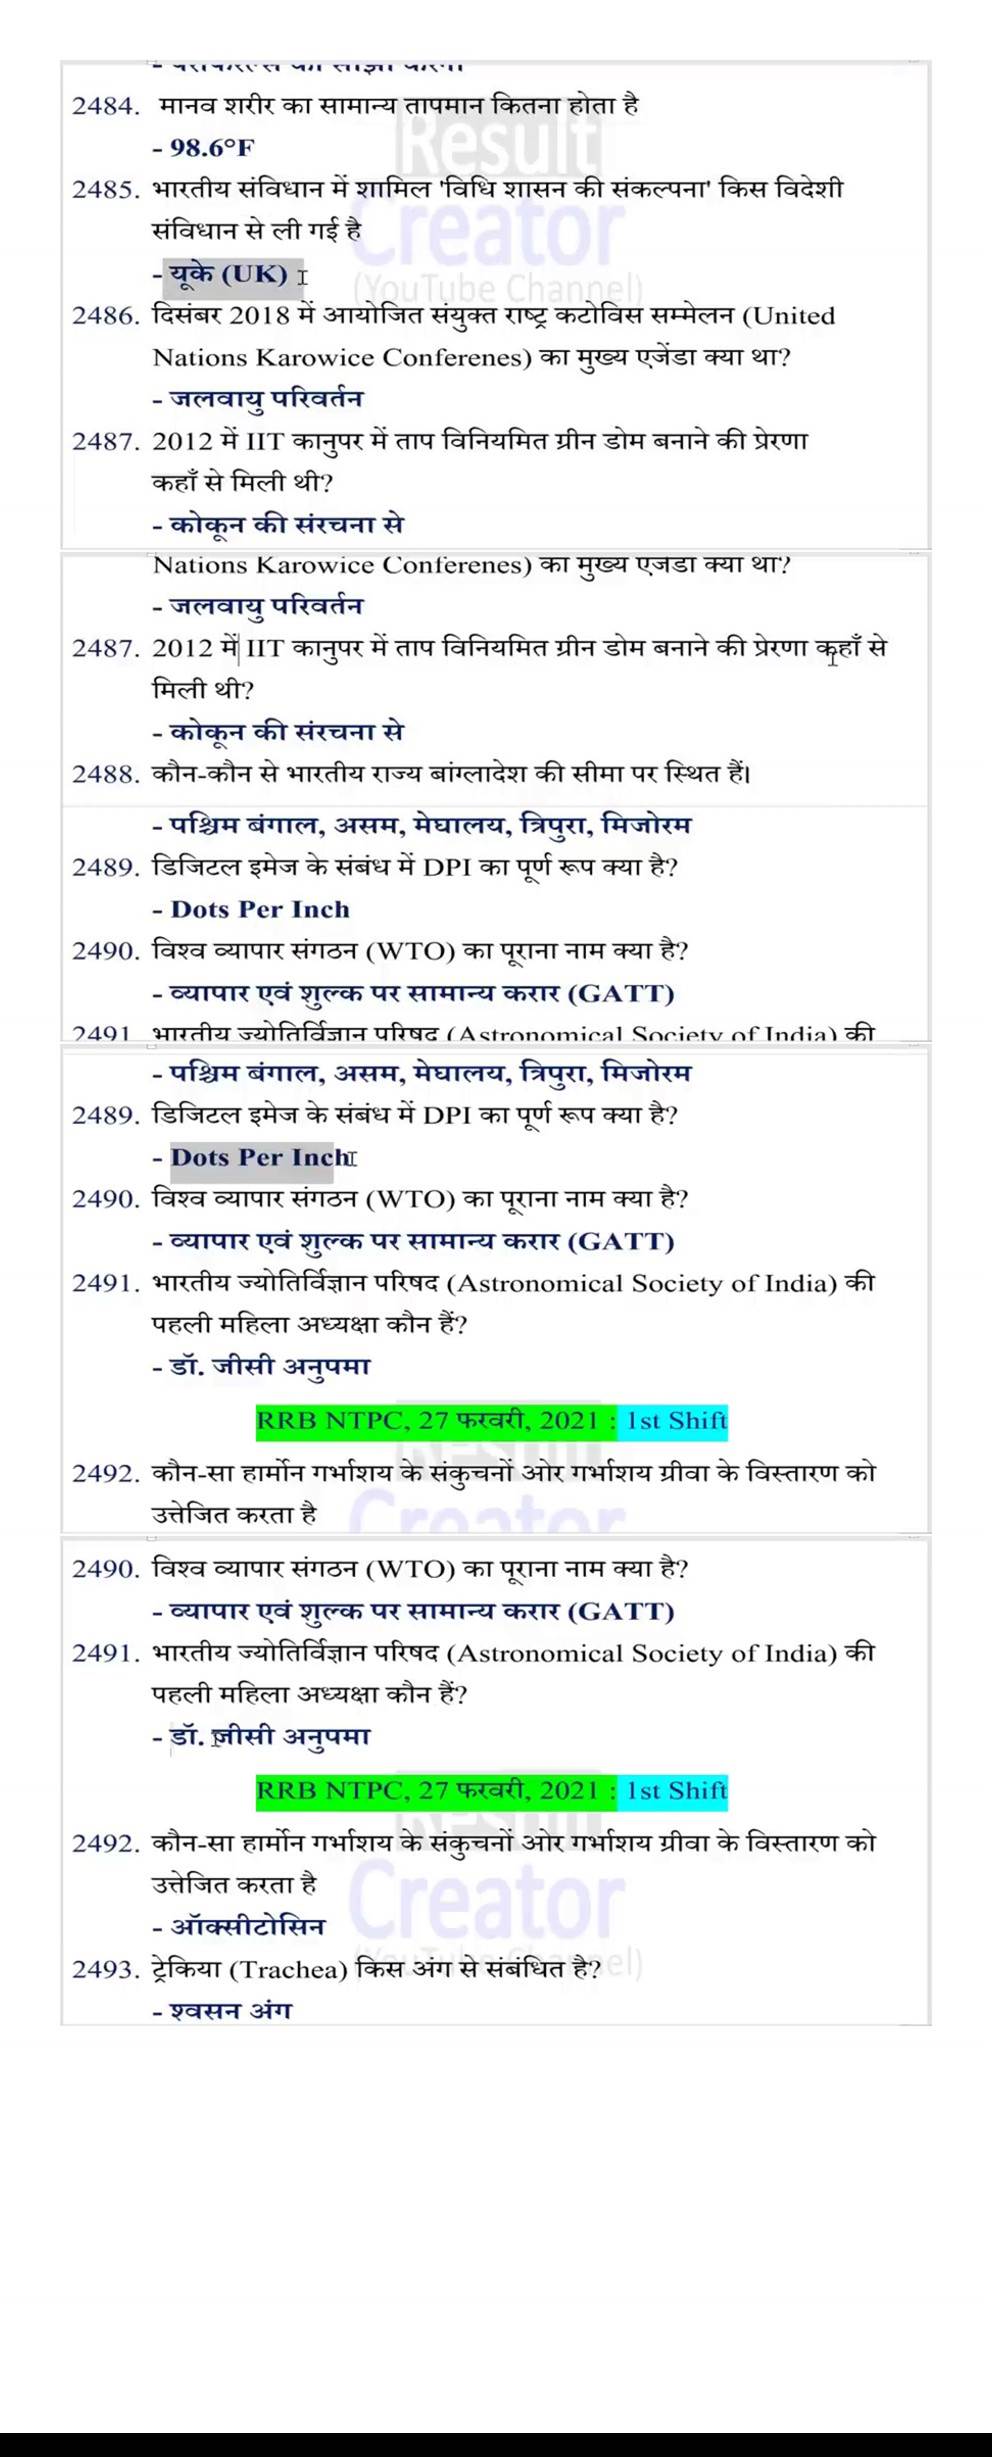 2484. मानव शरीर का सामान्य तापमान कितना होता है
- 98.6°F
2485. भारतीय संविधान में शामिल 'विधि शासन की संकल्पना' किस विदेशी
संविधान से ली गई है
- यूके (UK)
2486. दिसंबर 2018 में आयोजित संयुक्त राष्ट्र कटोविस सम्मेलन (United
Nations Karowice Conferenes) का मुख्य एजेंडा क्या था?
- जलवायु परिवर्तन
2487. 2012 में IIT कानुपर में ताप विनियमित ग्रीन डोम बनाने की प्रेरणा
कहाँ से मिली थी?
- कोकून की संरचना से
Result
Creator
(YouTube Channel)
Nations Karowice Conferenes) का मुख्य एजेंडा क्या था?
- जलवायु परिवर्तन
2487. 2012 में IIT कानुपर में ताप विनियमित ग्रीन डोम बनाने की प्रेरणा कहाँ से
मिली थी?
- कोकून की संरचना से
2488. कौन-कौन से भारतीय राज्य बांग्लादेश की सीमा पर स्थित हैं।
- पश्चिम बंगाल, असम, मेघालय, त्रिपुरा, मिजोरम
2489. डिजिटल इमेज के संबंध में DPI का पूर्ण रूप क्या है?
- Dots Per Inch
2490. विश्व व्यापार संगठन (WTO) का पूराना नाम क्या है?
- व्यापार एवं शुल्क पर सामान्य करार (GATT)
2491 भारतीय ज्योतिर्विज्ञान परिषद (Astronomical Society of India) की
- पश्चिम बंगाल, असम, मेघालय, त्रिपुरा, मिजोरम
2489. डिजिटल इमेज के संबंध में DPI का पूर्ण रूप क्या है?
- Dots Per Inch
2490. विश्व व्यापार संगठन (WTO) का पूराना नाम क्या है?
- व्यापार एवं शुल्क पर सामान्य करार (GATT)
2491. भारतीय ज्योतिर्विज्ञान परिषद (Astronomical Society of India) की
पहली महिला अध्यक्षा कौन हैं?
- डॉ. जीसी अनुपमा
RRB NTPC, 27 फरवरी, 2021 : 1st Shift
2492. कौन-सा हार्मोन गर्भाशय के संकुचनों ओर गर्भाशय ग्रीवा के विस्तारण को
उत्तेजित करता है
2490. विश्व व्यापार संगठन (WTO) का पूराना नाम क्या है?
- व्यापार एवं शुल्क पर सामान्य करार (GATT)
2491. भारतीय ज्योतिर्विज्ञान परिषद (Astronomical Society of India) की
पहली महिला अध्यक्षा कौन हैं?
- डॉ. जीसी अनुपमा
RRB NTPC, 27 फरवरी, 2021 : 1st Shift
2492. कौन-सा हार्मोन गर्भाशय के संकुचनों ओर गर्भाशय ग्रीवा के विस्तारण को
उत्तेजित करता है
- ऑक्सीटोसिन
2493. ट्रेकिया (Trachea) किस अंग से संबंधित है?
- श्वसन अंग
Creator